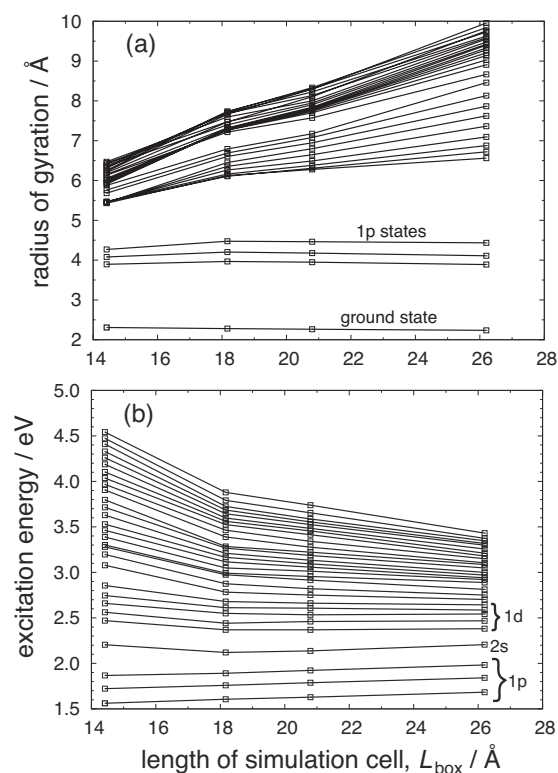 (a)
radius of gyration / Å
10
9
8
7
6
5
4
3
2
1p states
ground state
14 16 18 20 22 24 26 28
(b)
excitation energy / eV
5.0
4.5
4.0
3.5
3.0
2.5
2.0
1.5
1d
2s
1p
14 16 18 20 22 24 26 28
length of simulation cell, Lbox / Å